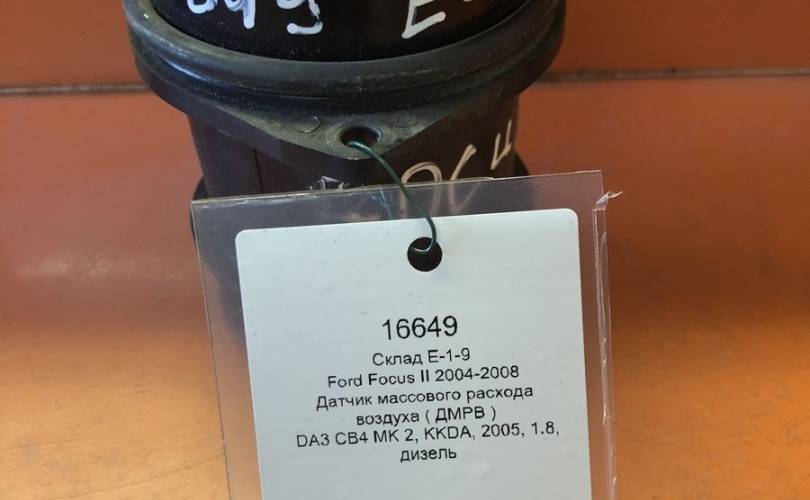 16649
Склад Е-1-9
Ford Focus II 2004-2008
Датчик массового расхода
воздуха ( ДМРВ )
DA3 CB4 MK 2, KKDA, 2005, 1.8,
дизель